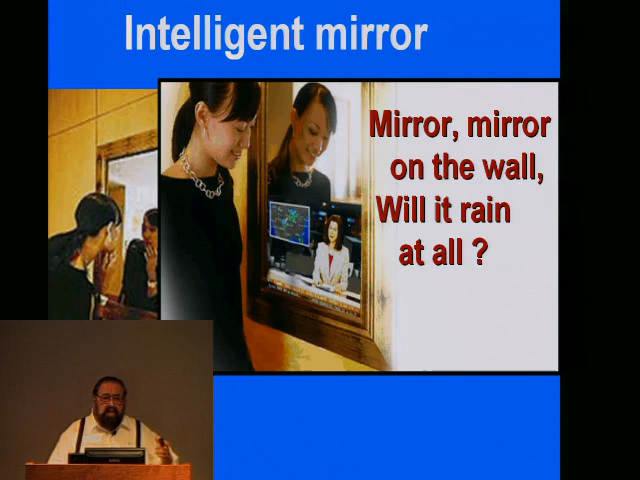 Intelligent mirror
Mirror, mirror
on the wall,
Will it rain
at all ?